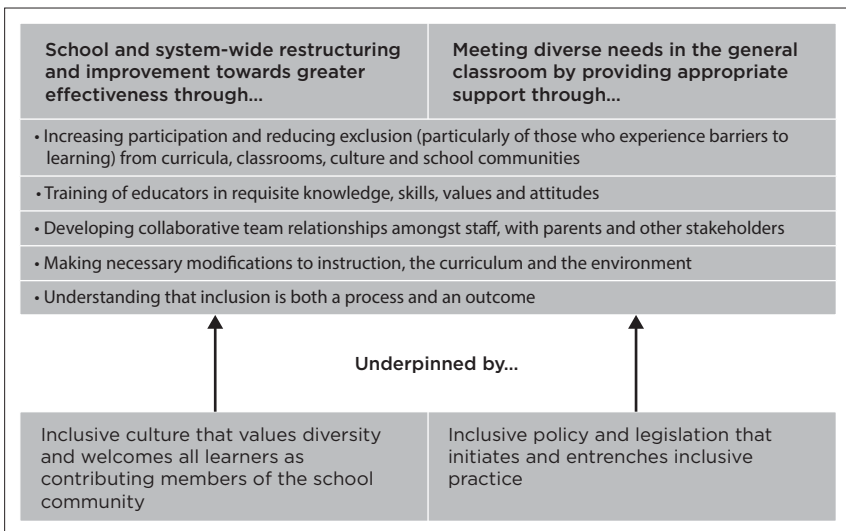 School and system-wide restructuring
and improvement towards greater
effectiveness through...
Meeting diverse needs in the general
classroom by providing appropriate
support through...
• Increasing participation and reducing exclusion (particularly of those who experience barriers to
learning) from curricula, classrooms, culture and school communities
• Training of educators in requisite knowledge, skills, values and attitudes
• Developing collaborative team relationships amongst staff, with parents and other stakeholders
• Making necessary modifications to instruction, the curriculum and the environment
• Understanding that inclusion is both a process and an outcome
Underpinned by...
Inclusive culture that values diversity
and welcomes all learners as
contributing members of the school
community
Inclusive policy and legislation that
initiates and entrenches inclusive
practice